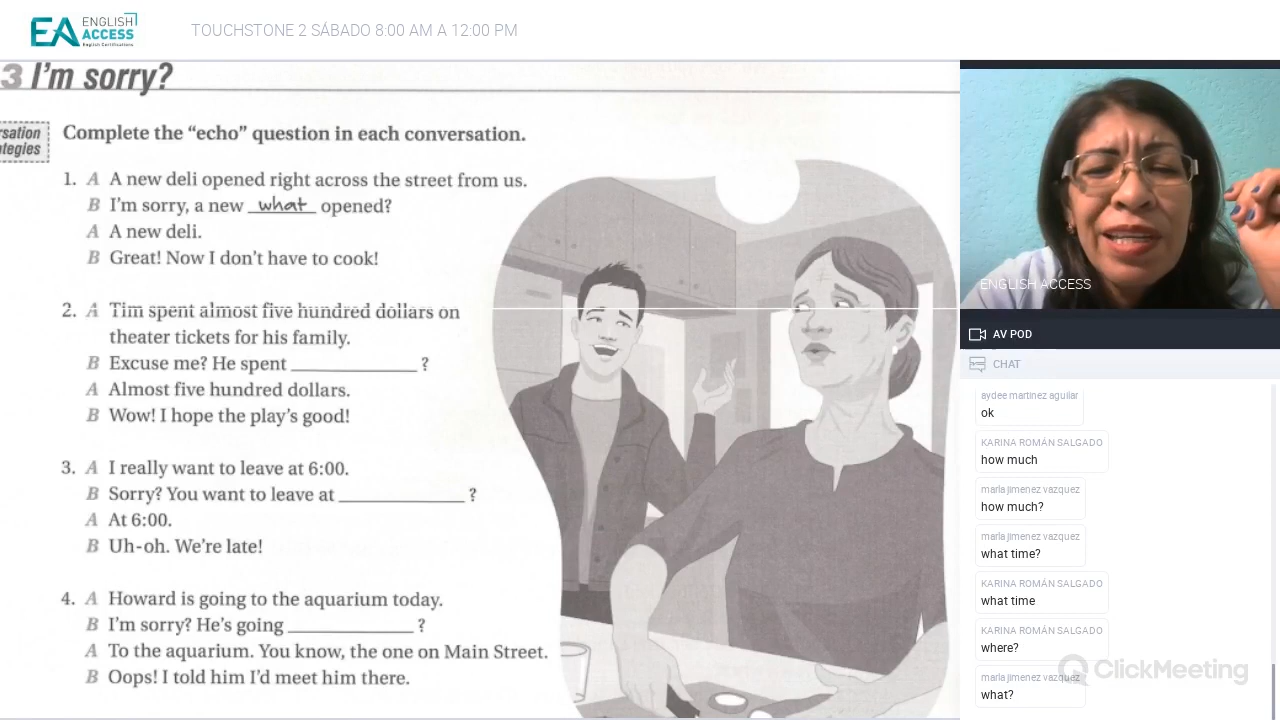 EA ENGLISH
ACCESS
English Certifications
TOUCHSTONE 2 SÁBADO 8:00 AM A 12:00 PM
3 I'm sorry?
Complete the "echo" question in each conversation.
1. A A new deli opened right across the street from us.
B I'm sorry, a new what opened?
A A new deli.
B Great! Now I don't have to cook!
2. A Tim spent almost five hundred dollars on
theater tickets for his family.
B Excuse me? He spent ____________ ?
A Almost five hundred dollars.
B Wow! I hope the play's good!
3. A I really want to leave at 6:00.
B Sorry? You want to leave at ____________ ?
A At 6:00.
B Uh-oh. We're late!
4. A Howard is going to the aquarium today.
B I'm sorry? He's going ____________ ?
A To the aquarium. You know, the one on Main Street.
B Oops! I told him I'd meet him there.
ENGLISH ACCESS
AV POD
CHAT
aydee martinez aguilar
ok
KARINA ROMÁN SALGADO
how much
marla jimenez vazquez
how much?
marla jimenez vazquez
what time?
KARINA ROMÁN SALGADO
what time
KARINA ROMÁN SALGADO
where?
marla jimenez vazquez
what?
ClickMeeting